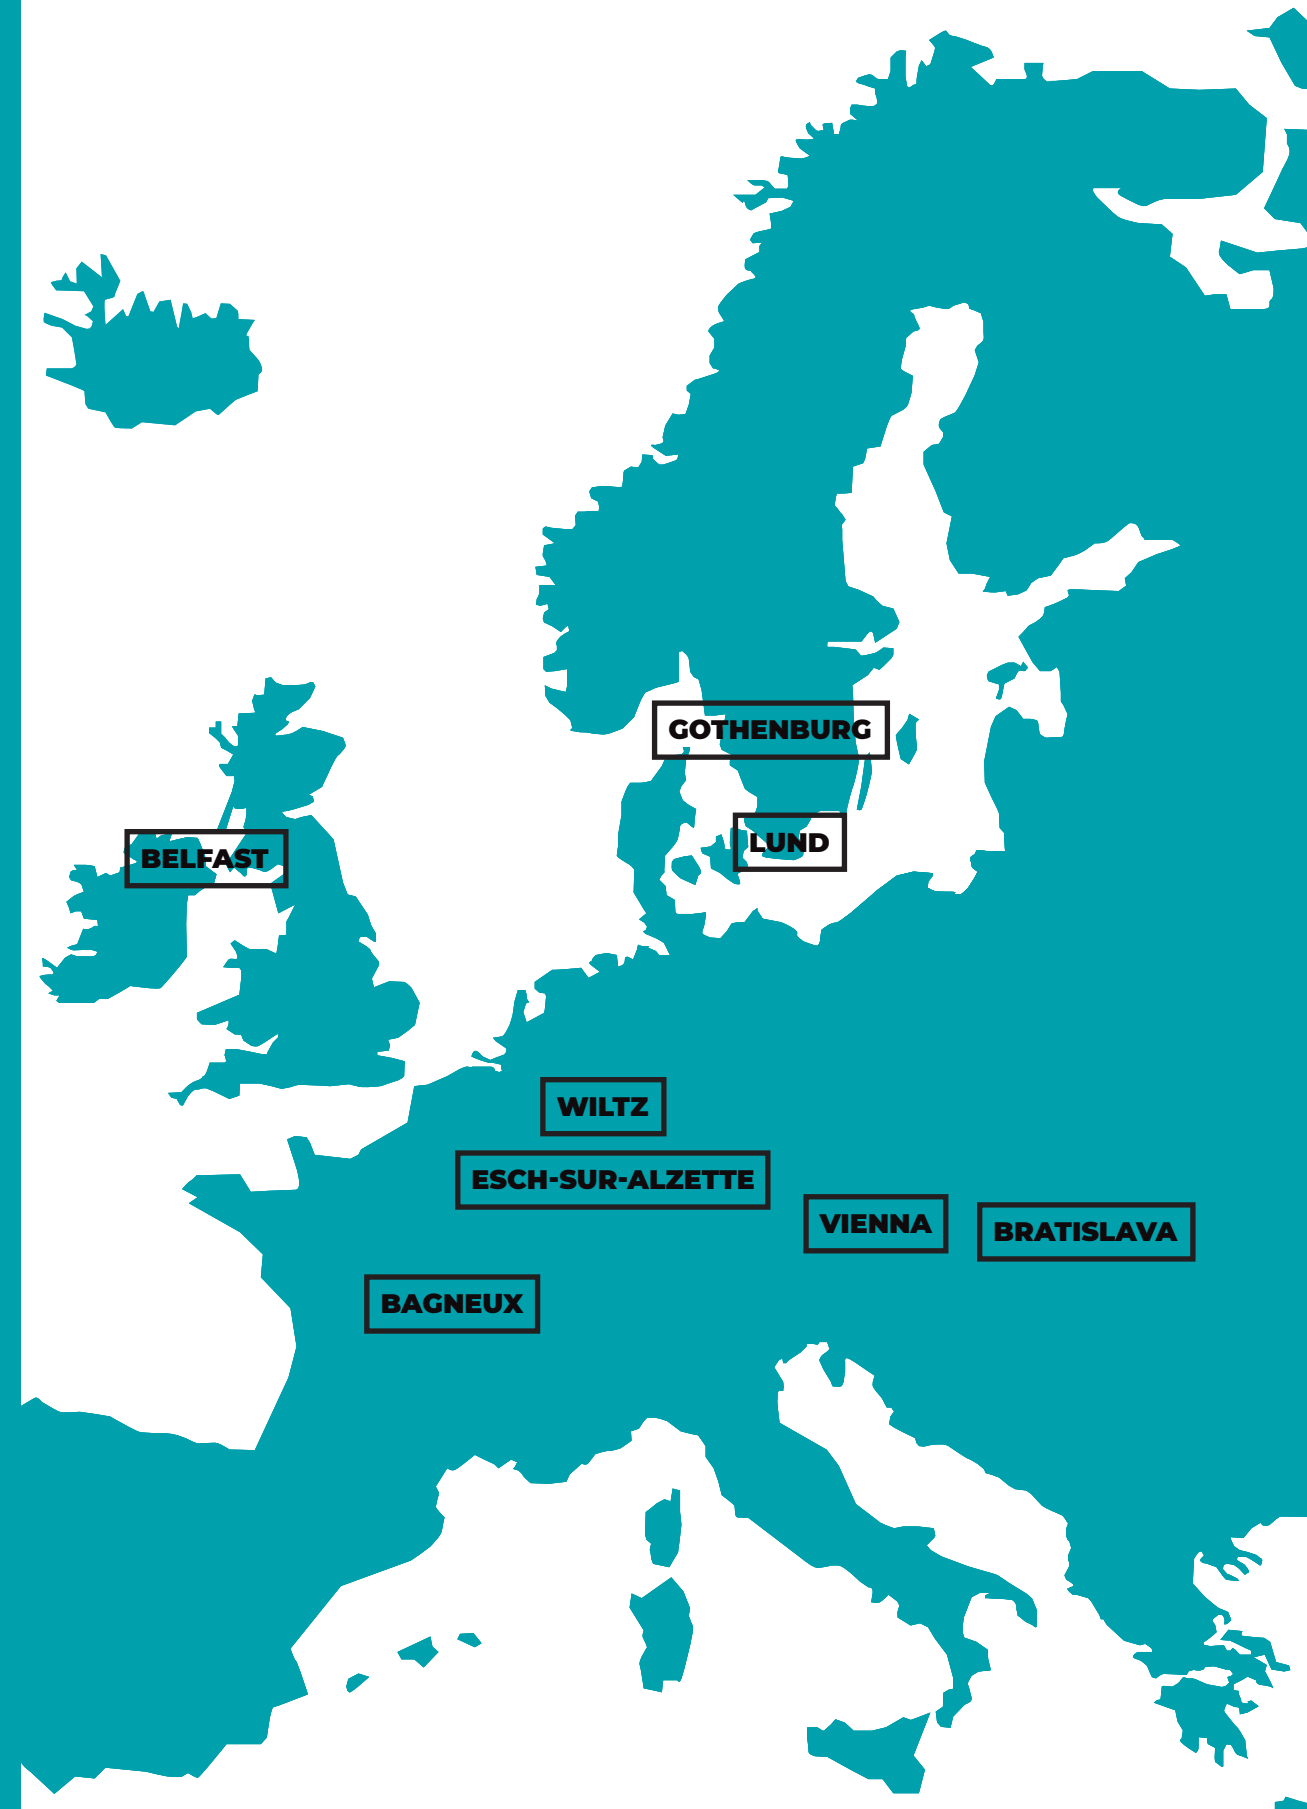 GOTHENBURG
LUND
BELFAST
WILTZ
ESCH-SUR-ALZETTE
VIENNA
BRATISLAVA
BAGNEUX